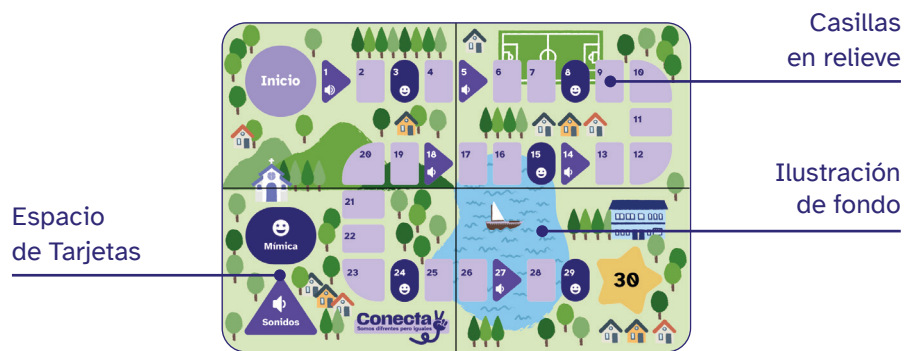 Casillas
en relieve
Inicio
1 2 3 4 5 6 7 8 9 10
11
20 19 18 17 16 15 14 13 12
Ilustración
de fondo
Espacio
de Tarjetas
21
Mímica
22
23 24 25 26 27 28 29 30
Sonidos
Conecta
Somos difrentes pero iguales